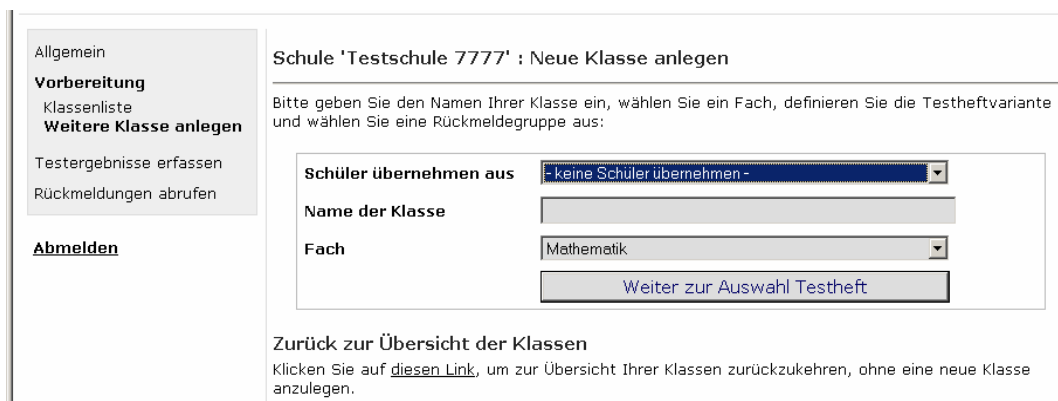 Allgemein
Vorbereitung
Klassenliste
Weitere Klasse anlegen
Testergebnisse erfassen
Rückmeldungen abrufen
Abmelden
Schule 'Testschule 7777' : Neue Klasse anlegen
Bitte geben Sie den Namen Ihrer Klasse ein, wählen Sie ein Fach, definieren Sie die Testheftvariante
und wählen Sie eine Rückmeldegruppe aus:
Schüler übernehmen aus - keine Schüler übernehmen -
Name der Klasse
Fach Mathematik
Weiter zur Auswahl Testheft
Zurück zur Übersicht der Klassen
Klicken Sie auf diesen Link, um zur Übersicht Ihrer Klassen zurückzukehren, ohne eine neue Klasse
anzulegen.